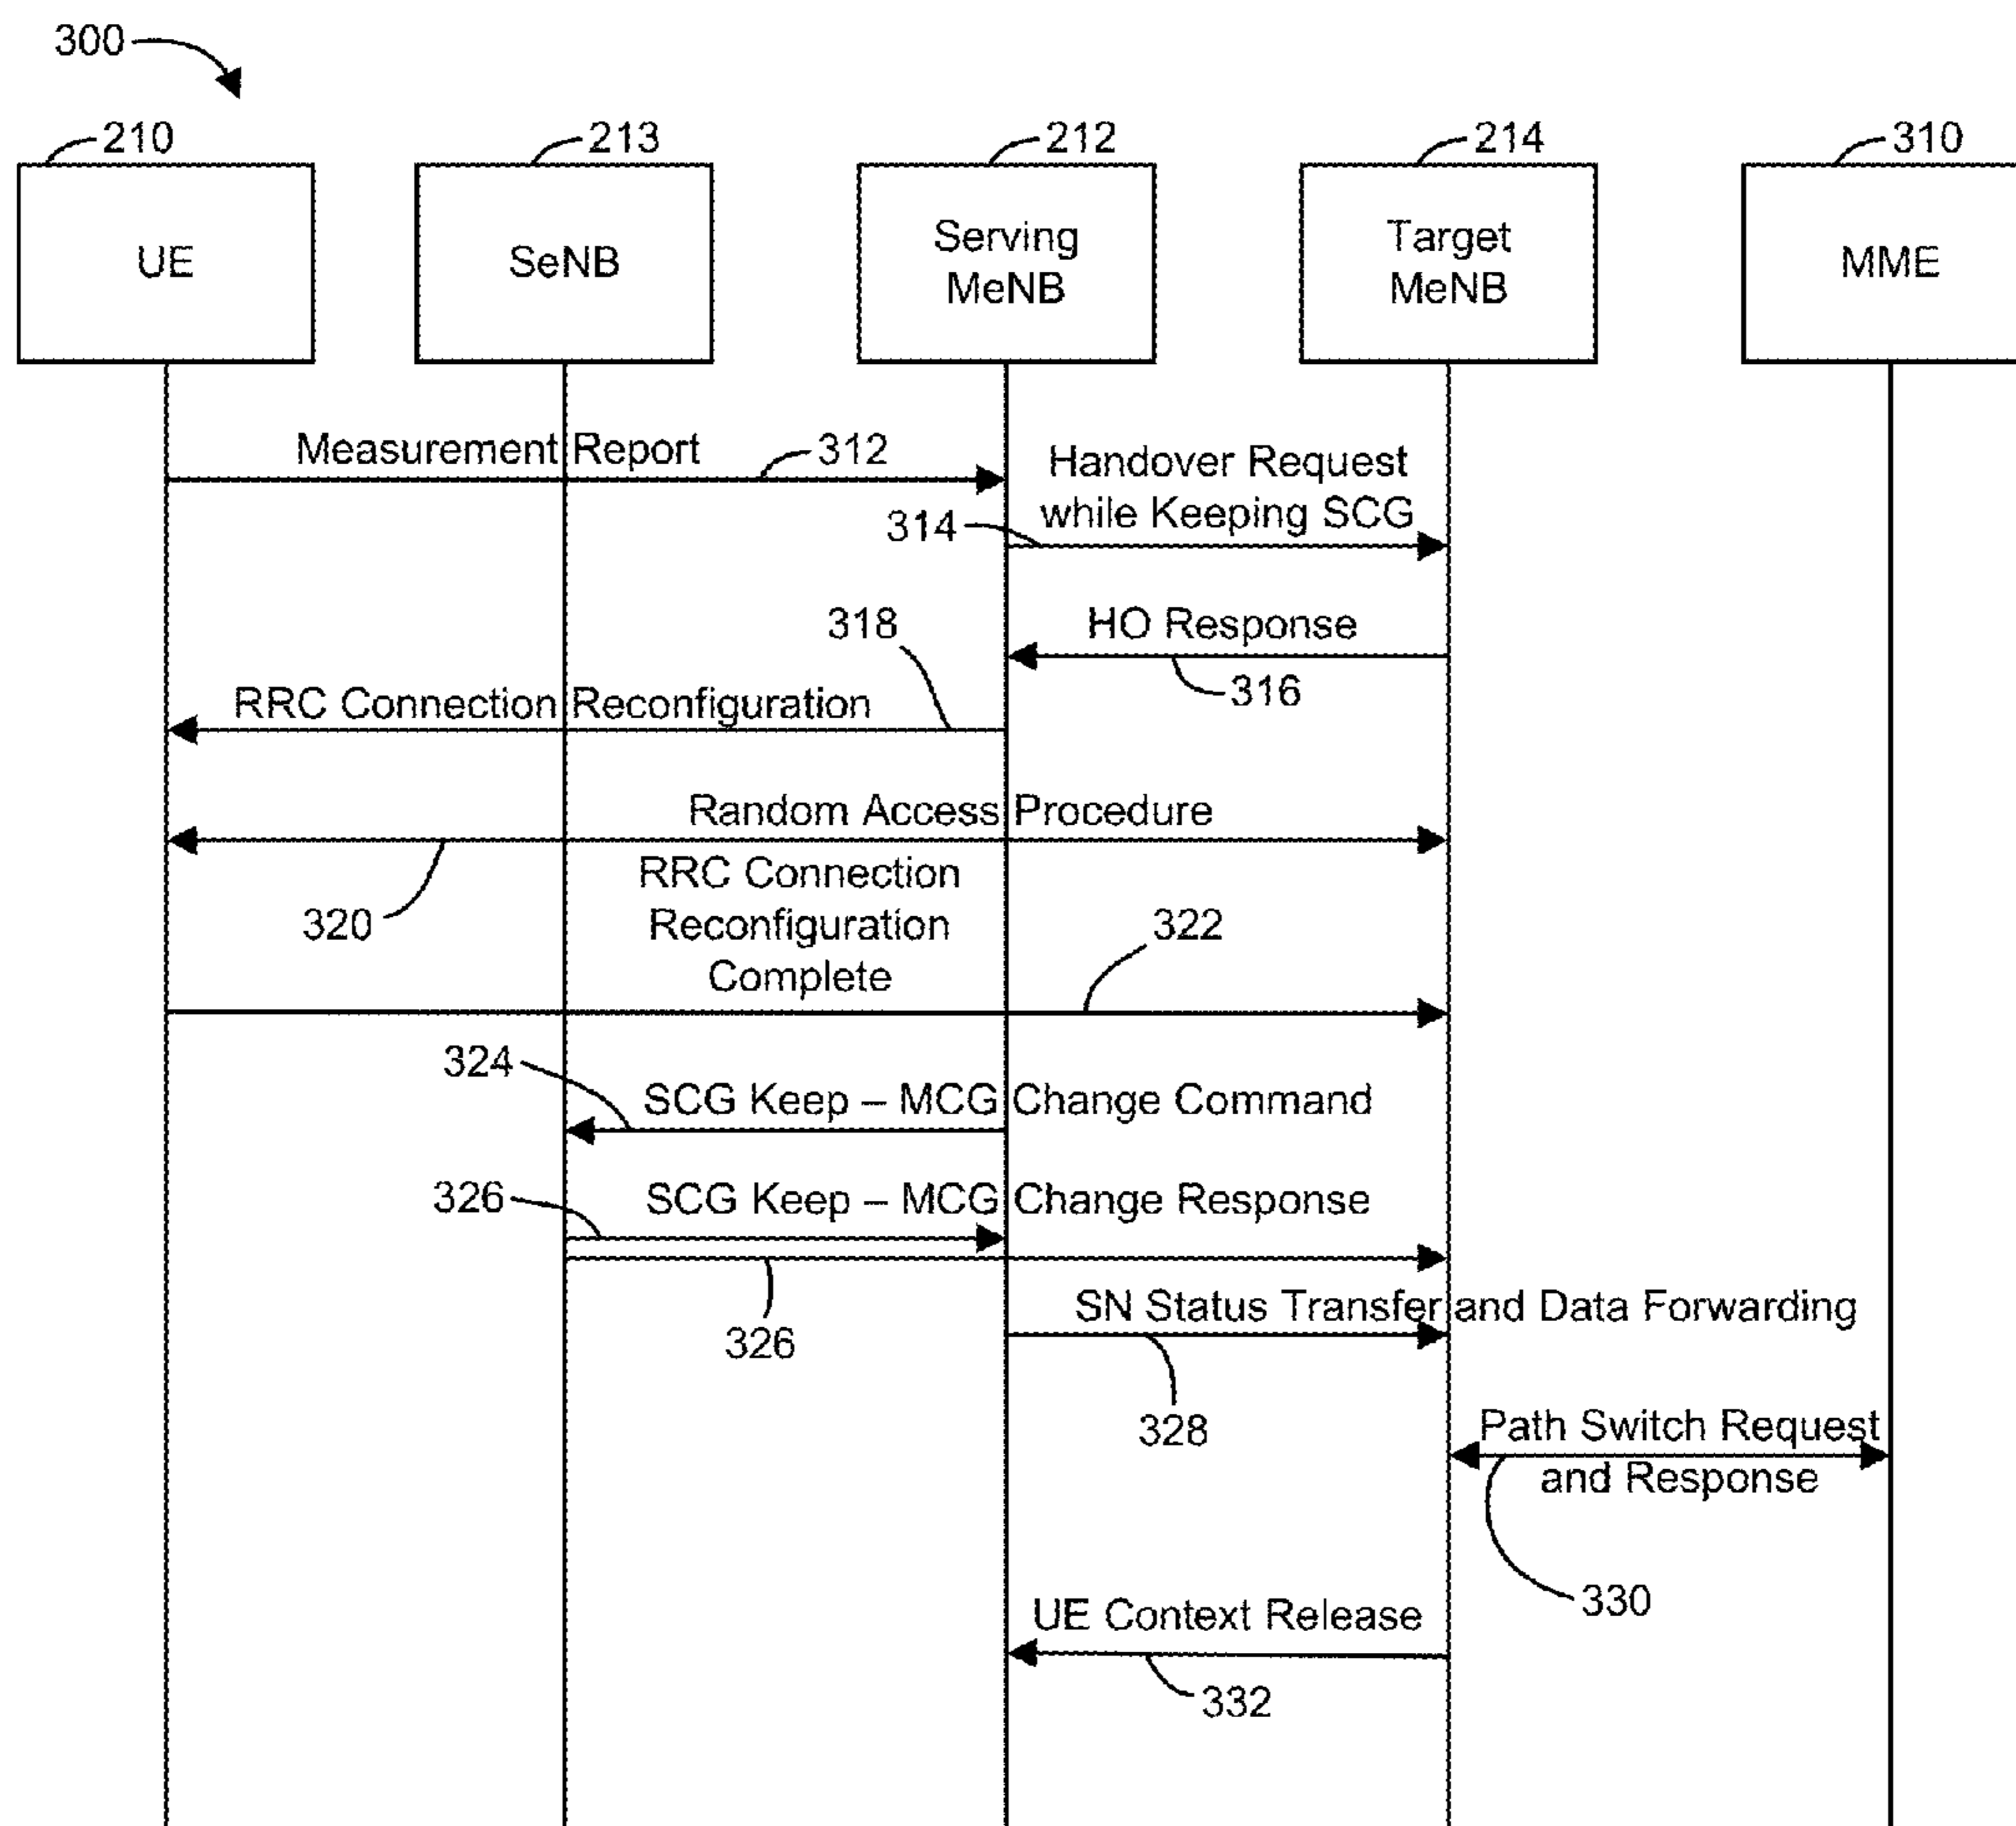 300
210
213
212
214
310
UE
SeNB
Serving
MeNB
Target
MeNB
MME
Measurement Report
312
Handover Request
while Keeping SCG
314
HO Response
316
318
RRC Connection Reconfiguration
Random Access Procedure
320
RRC Connection
Reconfiguration
Complete
322
324
SCG Keep – MCG Change Command
326
SCG Keep – MCG Change Response
326
SN Status Transfer and Data Forwarding
328
Path Switch Request
and Response
330
UE Context Release
332